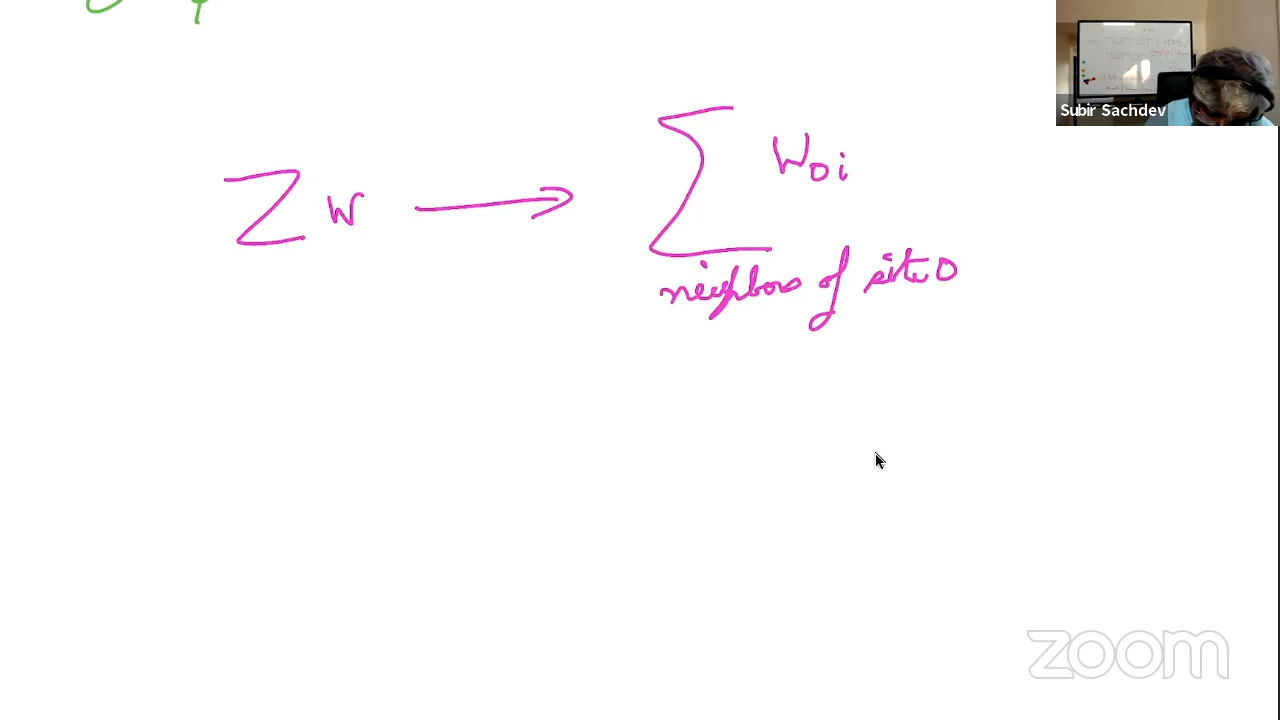 Subir Sachdev
Z W ⟶ ∑ W0i
neighbors of site 0
zoom